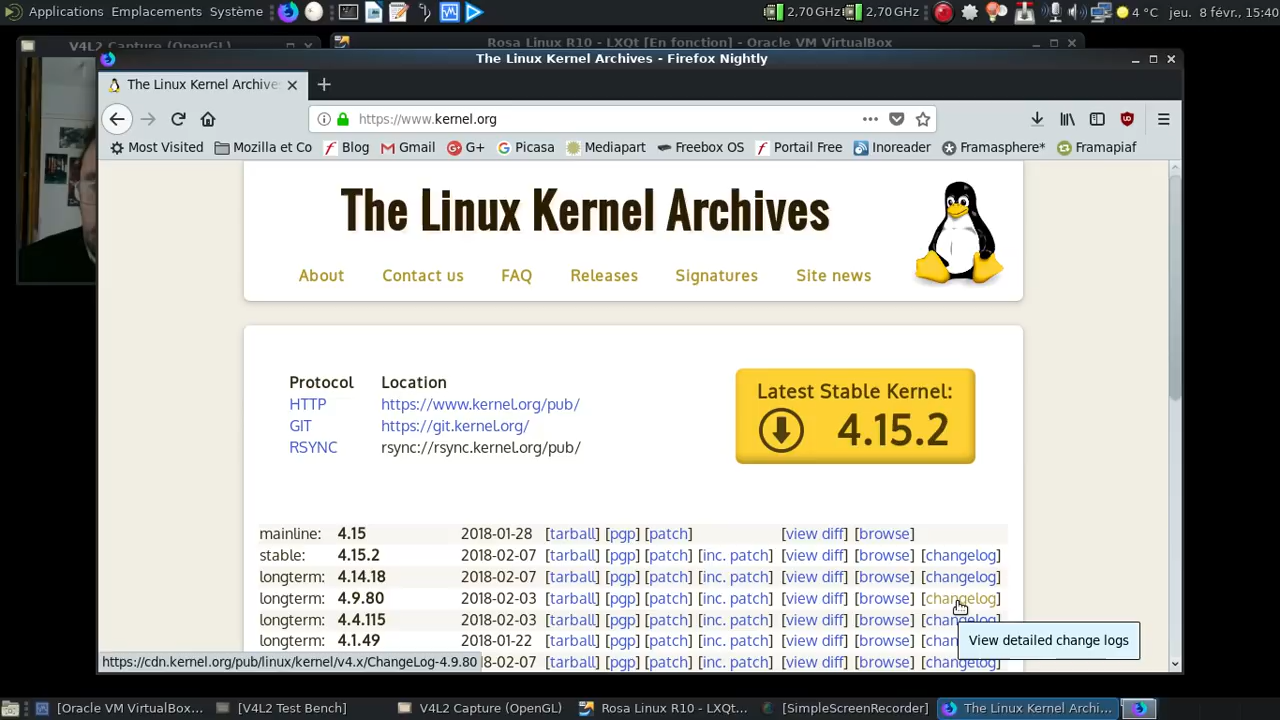 Applications Emplacements Système 2,70 GHz 2,70 GHz 4 °C jeu. 8 févr., 15:40
V4L2 Capture (OpenGL) Rosa Linux R10 - LXQt [En fonction] - Oracle VM VirtualBox
The Linux Kernel Archives - Firefox Nightly
The Linux Kernel Archive
https://www.kernel.org
Most Visited Mozilla et Co Blog Gmail G+ Picasa Mediapart Freebox OS Portail Free Inoreader Framasphere* Framapiaf
The Linux Kernel Archives
About Contact us FAQ Releases Signatures Site news
Protocol Location
HTTP https://www.kernel.org/pub/
GIT https://git.kernel.org/
RSYNC rsync://rsync.kernel.org/pub/
Latest Stable Kernel:
4.15.2
mainline: 4.15 2018-01-28 [tarball] [pgp] [patch] [view diff] [browse]
stable: 4.15.2 2018-02-07 [tarball] [pgp] [patch] [inc. patch] [view diff] [browse] [changelog]
longterm: 4.14.18 2018-02-07 [tarball] [pgp] [patch] [inc. patch] [view diff] [browse] [changelog]
longterm: 4.9.80 2018-02-03 [tarball] [pgp] [patch] [inc. patch] [view diff] [browse] [changelog]
longterm: 4.4.115 2018-02-03 [tarball] [pgp] [patch] [inc. patch] [view diff] [browse] [changelog]
longterm: 4.1.49 2018-01-22 [tarball] [pgp] [patch] [inc. patch] [view diff] [browse] [chan
View detailed change logs
https://cdn.kernel.org/pub/linux/kernel/v4.x/ChangeLog-4.9.80 8-02-07 [tarball] [pgp] [patch] [inc. patch] [view diff] [browse] [changelog]
[Oracle VM VirtualBox... [V4L2 Test Bench] V4L2 Capture (OpenGL) Rosa Linux R10 - LXQt... [SimpleScreenRecorder] The Linux Kernel Archi...